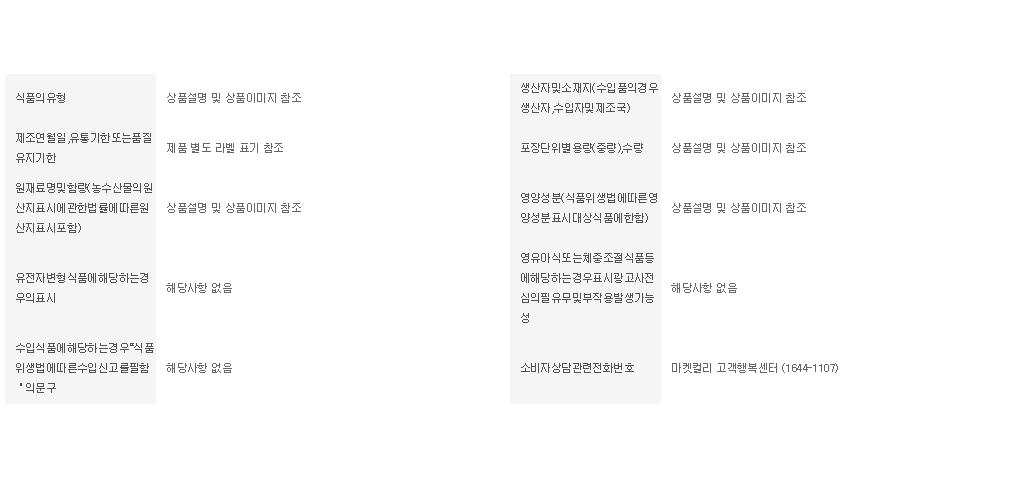 식품의 유형
상품설명 및 상품이미지 참조
생산자 및 소재지(수입품의 경우
생산자,수입자 및 제조국)
상품설명 및 상품이미지 참조
제조연월일,유통기한 또는 품질
유지기한
제품 별도 라벨 표기 참조
포장단위별 용량(중량),수량
상품설명 및 상품이미지 참조
원재료명 및 함량(농수산물의 원
산지 표시에 관한 법률에 따른 원
산지 표시 포함)
상품설명 및 상품이미지 참조
영양성분(식품위생법에 따른 영
양성분 표시대상 식품에 한함)
상품설명 및 상품이미지 참조
유전자변형식품에 해당하는 경
우의 표시
해당사항 없음
영유아식 또는 체중조절식품 등
에 해당하는 경우 표시광고사전
심의필 유무 및 부작용 발생 가능
성
해당사항 없음
수입식품에 해당하는 경우 "식품
위생법에 따른 수입신고를 필함
" 의 문구
해당사항 없음
소비자상담 관련 전화번호
마켓컬리 고객행복센터 (1644-1107)